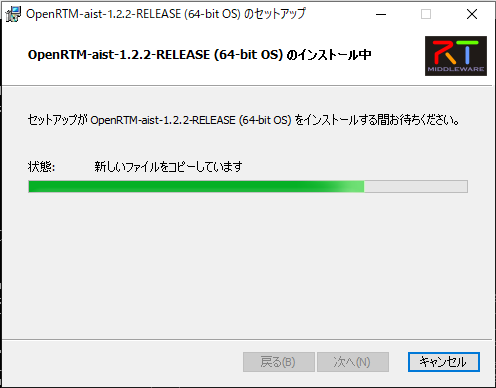 OpenRTM-aist-1.2.2-RELEASE (64-bit OS) のセットアップ
OpenRTM-aist-1.2.2-RELEASE (64-bit OS) のインストール中
RT
MIDDLEWARE
セットアップが OpenRTM-aist-1.2.2-RELEASE (64-bit OS) をインストールする間お待ちください。
状態: 新しいファイルをコピーしています
戻る(B) 次へ(N) キャンセル